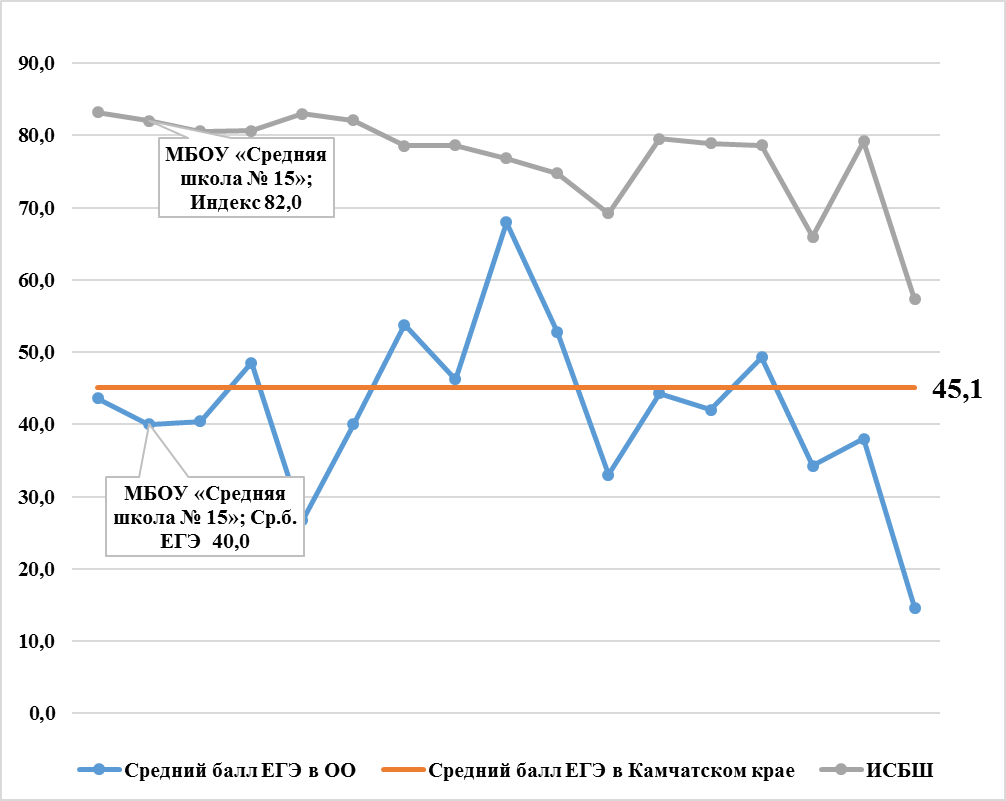 90,0
80,0
70,0
60,0
50,0
40,0
30,0
20,0
10,0
0,0
МБОУ «Средняя
школа № 15»;
Индекс 82,0
МБОУ «Средняя
школа № 15»; Ср.б.
ЕГЭ 40,0
45,1
Средний балл ЕГЭ в ОО
Средний балл ЕГЭ в Камчатском крае
ИСБШ